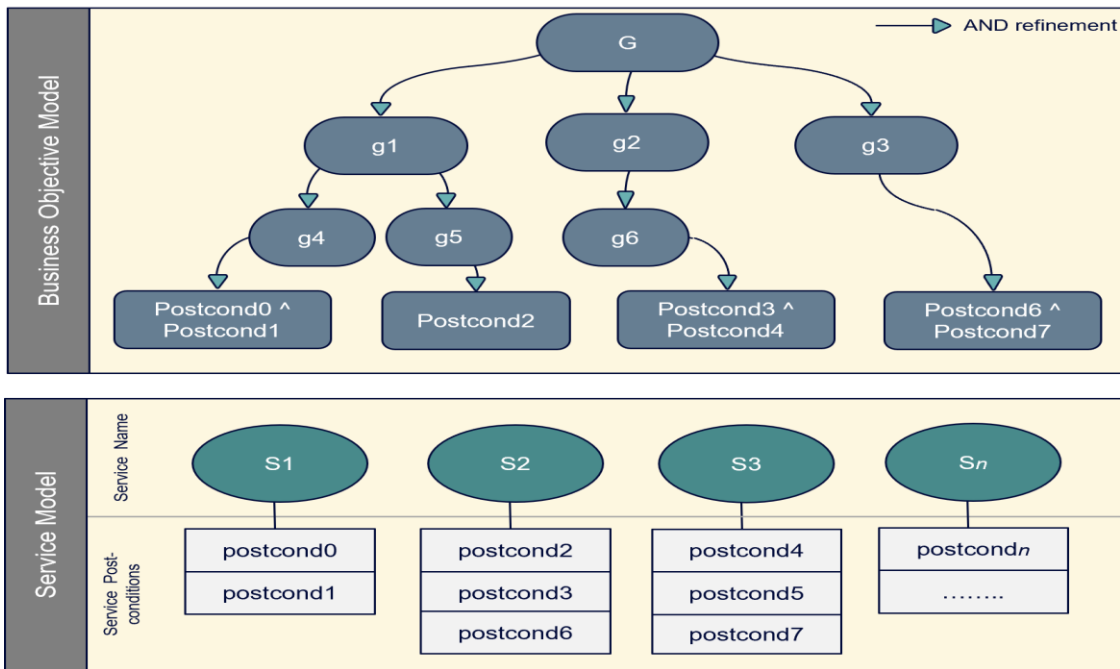 Business Objective Model
AND refinement
G
g1
g2
g3
g4
g5
g6
Postcond0 ^
Postcond1
Postcond2
Postcond3 ^
Postcond4
Postcond6 ^
Postcond7
Service Model
Service Name
S1
S2
S3
Sn
Service Post-
conditions
postcond0
postcond1
postcond2
postcond3
postcond6
postcond4
postcond5
postcond7
postcondn
........